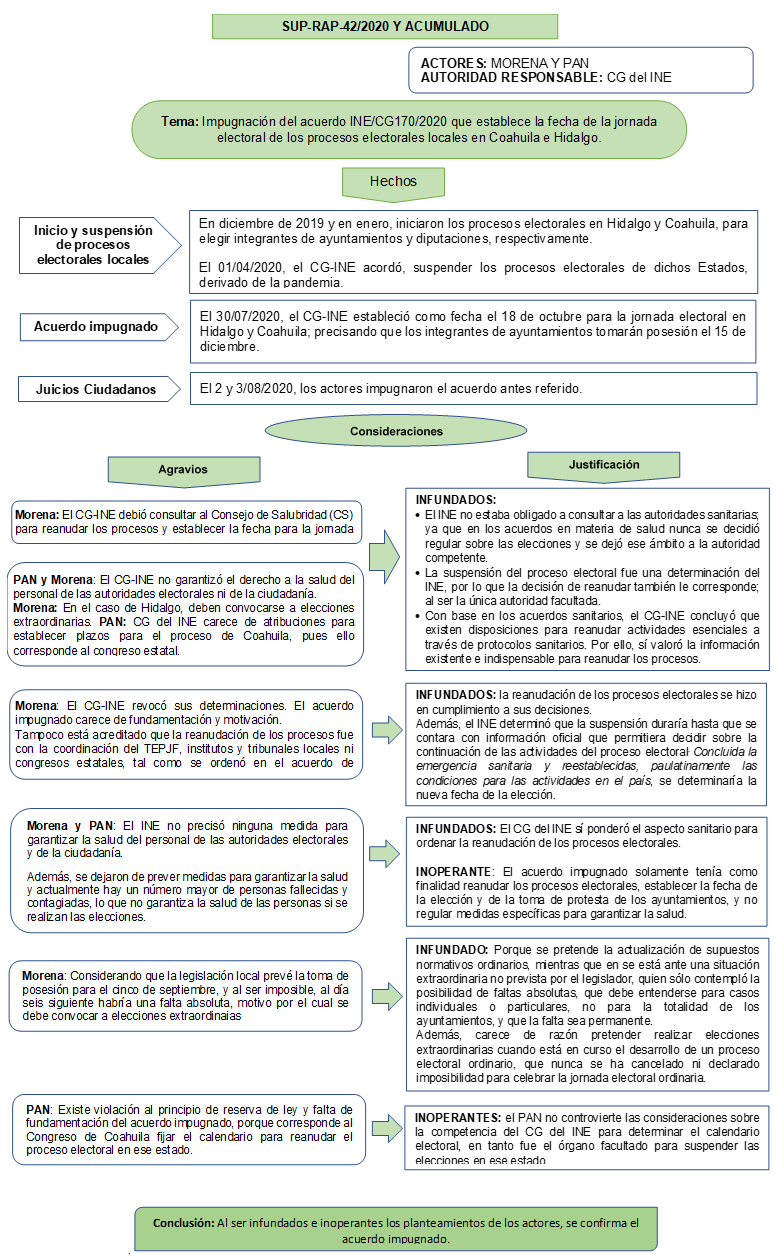 SUP-RAP-42/2020 Y ACUMULADO
ACTORES: MORENA Y PAN
AUTORIDAD RESPONSABLE: CG del INE
Tema: Impugnación del acuerdo INE/CG170/2020 que establece la fecha de la jornada
electoral de los procesos electorales locales en Coahuila e Hidalgo.
Hechos
Inicio y suspensión
de procesos
electorales locales
En diciembre de 2019 y en enero, iniciaron los procesos electorales en Hidalgo y Coahuila, para
elegir integrantes de ayuntamientos y diputaciones, respectivamente.
El 01/04/2020, el CG-INE acordó, suspender los procesos electorales de dichos Estados,
derivado de la pandemia.
Acuerdo impugnado
El 30/07/2020, el CG-INE estableció como fecha el 18 de octubre para la jornada electoral en
Hidalgo y Coahuila; precisando que los integrantes de ayuntamientos tomarán posesión el 15 de
diciembre.
Juicios Ciudadanos
El 2 y 3/08/2020, los actores impugnaron el acuerdo antes referido.
Consideraciones
Agravios
Justificación
Morena: El CG-INE debió consultar al Consejo de Salubridad (CS)
para reanudar los procesos y establecer la fecha para la jornada
PAN y Morena: El CG-INE no garantizó el derecho a la salud del
personal de las autoridades electorales ni de la ciudadanía.
Morena: En el caso de Hidalgo, deben convocarse a elecciones
extraordinarias. PAN: CG del INE carece de atribuciones para
establecer plazos para el proceso de Coahuila, pues ello
corresponde al congreso estatal.
INFUNDADOS:
• El INE no estaba obligado a consultar a las autoridades sanitarias;
ya que en los acuerdos en materia de salud nunca se decidió
regular sobre las elecciones y se dejó ese ámbito a la autoridad
competente.
• La suspensión del proceso electoral fue una determinación del
INE, por lo que la decisión de reanudar también le corresponde;
al ser la única autoridad facultada.
• Con base en los acuerdos sanitarios, el CG-INE concluyó que
existen disposiciones para reanudar actividades esenciales a
través de protocolos sanitarios. Por ello, sí valoró la información
existente e indispensable para reanudar los procesos.
Morena: El CG-INE revocó sus determinaciones. El acuerdo
impugnado carece de fundamentación y motivación.
Tampoco está acreditado que la reanudación de los procesos fue
con la coordinación del TEPJF, institutos y tribunales locales ni
congresos estatales, tal como se ordenó en el acuerdo de
INFUNDADOS: la reanudación de los procesos electorales se hizo
en cumplimiento a sus decisiones.
Además, el INE determinó que la suspensión duraría hasta que se
contara con información oficial que permitiera decidir sobre la
continuación de las actividades del proceso electoral. Concluida la
emergencia sanitaria y reestablecidas, paulatinamente las
condiciones para las actividades en el país, se determinaría la
nueva fecha de la elección.
Morena y PAN: El INE no precisó ninguna medida para
garantizar la salud del personal de las autoridades electorales
y de la ciudadanía.
Además, se dejaron de prever medidas para garantizar la salud
y actualmente hay un número mayor de personas fallecidas y
contagiadas, lo que no garantiza la salud de las personas si se
realizan las elecciones.
INFUNDADOS: El CG del INE sí ponderó el aspecto sanitario para
ordenar la reanudación de los procesos electorales.
INOPERANTE: El acuerdo impugnado solamente tenía como
finalidad reanudar los procesos electorales, establecer la fecha de
la elección y de la toma de protesta de los ayuntamientos, y no
regular medidas específicas para garantizar la salud.
Morena: Considerando que la legislación local prevé la toma de
posesión para el cinco de septiembre, y al ser imposible, al día
seis siguiente habría una falta absoluta, motivo por el cual se
debe convocar a elecciones extraordinaias
INFUNDADO: Porque se pretende la actualización de supuestos
normativos ordinarios, mientras que en se está ante una situación
extraordinaria no prevista por el legislador, quien sólo contempló la
posibilidad de faltas absolutas, que debe entenderse para casos
individuales o particulares, no para la totalidad de los
ayuntamientos, y que la falta sea permanente.
Además, carece de razón pretender realizar elecciones
extraordinarias cuando está en curso el desarrollo de un proceso
electoral ordinario, que nunca se ha cancelado ni declarado
imposibilidad para celebrar la jornada electoral ordinaria.
PAN: Existe violación al principio de reserva de ley y falta de
fundamentación del acuerdo impugnado, porque corresponde al
Congreso de Coahuila fijar el calendario para reanudar el
proceso electoral en ese estado.
INOPERANTES: el PAN no controvierte las consideraciones sobre
la competencia del CG del INE para determinar el calendario
electoral, en tanto fue el órgano facultado para suspender las
elecciones en ese estado
Conclusión: Al ser infundados e inoperantes los planteamientos de los actores, se confirma el
acuerdo impugnado.